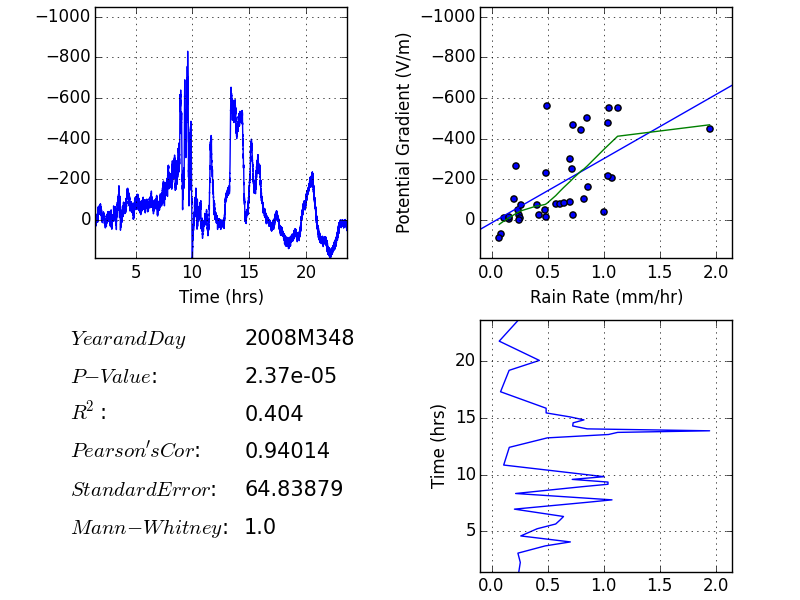 −1000
−800
−600
−400
−200
0
5 10 15 20
Time (hrs)
Potential Gradient (V/m)
−1000
−800
−600
−400
−200
0
0.0 0.5 1.0 1.5 2.0
Rain Rate (mm/hr)
YearandDay 2008M348
P−Value: 2.37e-05
R²: 0.404
Pearson'sCor: 0.94014
StandardError: 64.83879
Mann−Whitney: 1.0
Time (hrs)
20
15
10
5
0.0 0.5 1.0 1.5 2.0